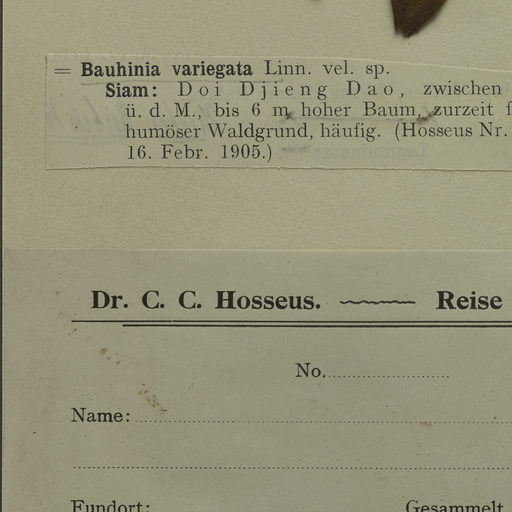 = Bauhinia variegata Linn. vel. sp.
Siam: Doi Djieng Dao, zwischen
ü. d. M., bis 6 m hoher Baum, zurzeit f
humöser Waldgrund, häufig. (Hosseus Nr.
16. Febr. 1905.)
Dr. C. C. Hosseus. Reise
No.
Name:
Fundort: Gesammelt